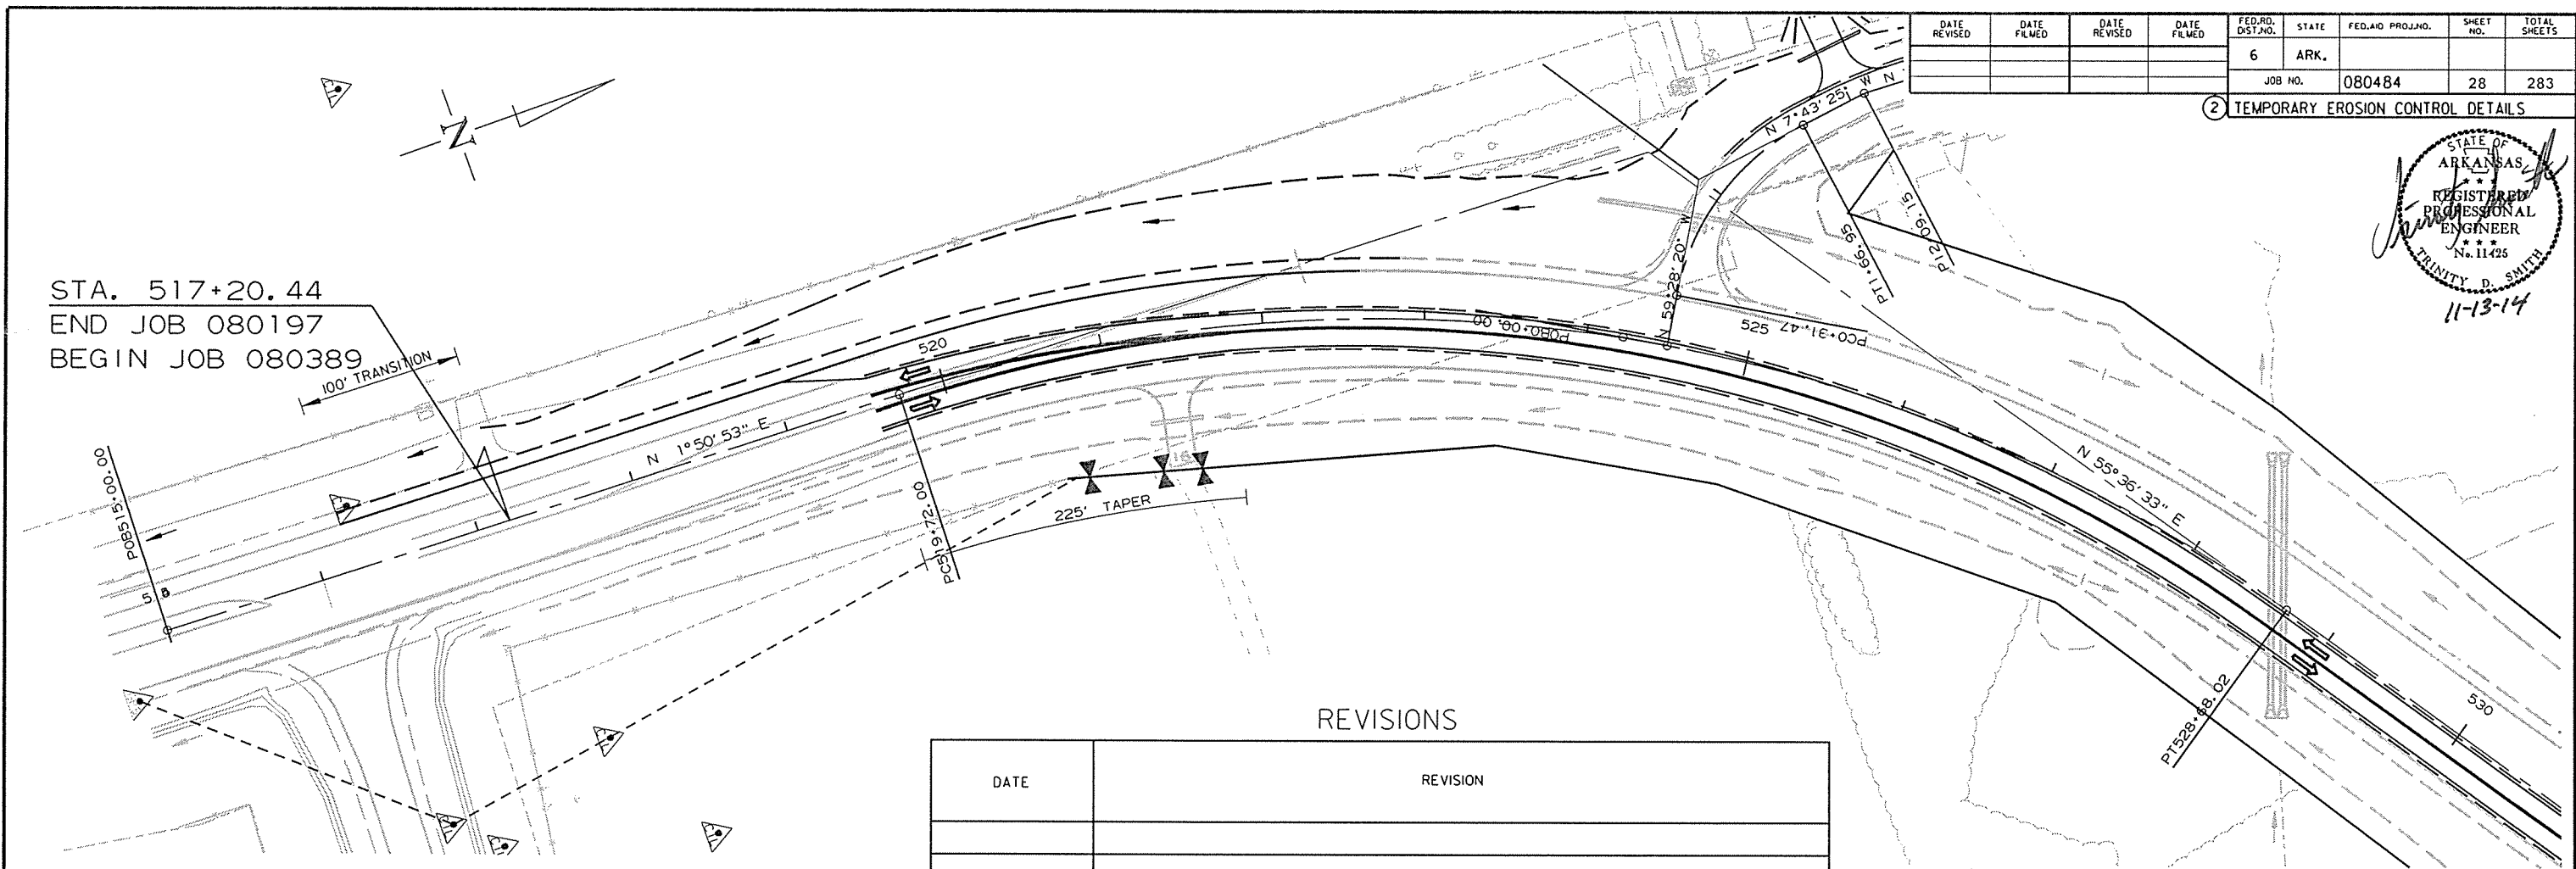 DATE REVISED
DATE FILMED
DATE REVISED
DATE FILMED
FED.RD. DIST.NO.
STATE
FED.AID PROJ.NO.
SHEET NO.
TOTAL SHEETS
6
ARK.
JOB NO.
080484
28
283
2 TEMPORARY EROSION CONTROL DETAILS
STATE OF
ARKANSAS
★ ★ ★
REGISTERED
PROFESSIONAL
ENGINEER
★ ★ ★
No. 11425
TRINITY D. SMITH
11-13-14
N
STA. 517+20.44
END JOB 080197
BEGIN JOB 080389
100' TRANSITION
POB515+00.00
N 1°50'53" E
520
PC519+72.00
225' TAPER
16
POB0+00.00
N 59°28'20" W
525
PC0+31.47
N 7°43'25" W
N
PT1+66.95
PI2+09.15
N 55°36'33" E
PT528+68.02
530
REVISIONS
DATE
REVISION